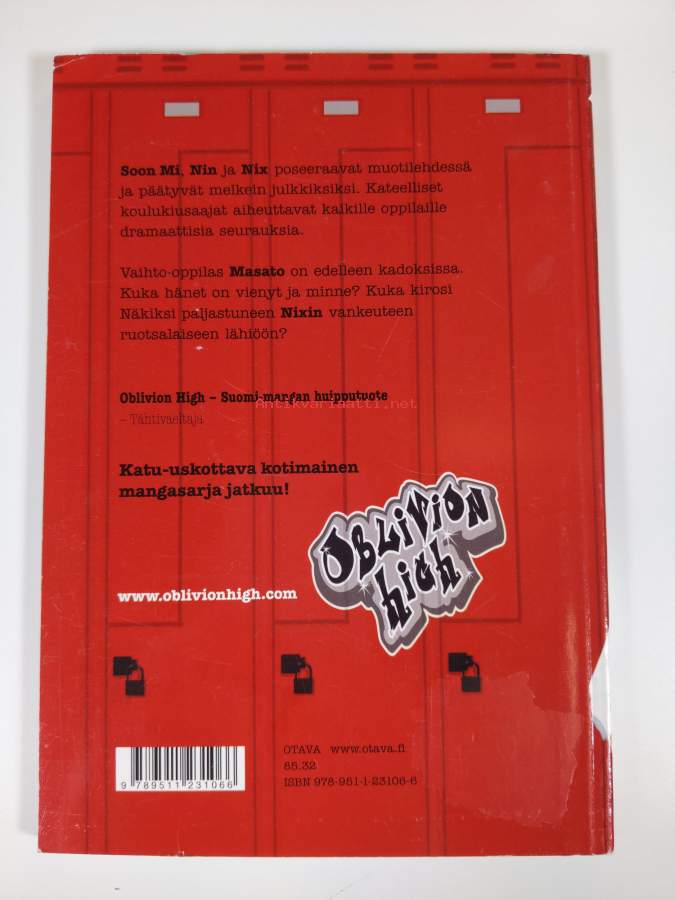 Soon Mi, Nin ja Nix poseeraavat muotilehdessä
ja päätyvät melkein julkkiksiksi. Kateelliset
koulukiusaajat aiheuttavat kaikille oppilaille
dramaattisia seurauksia.
Vaihto-oppilas Masato on edelleen kadoksissa.
Kuka hänet on vienyt ja minne? Kuka kirosi
Näkiksi paljastuneen Nixin vankeuteen
ruotsalaiseen lähiöön?
Oblivion High – Suomi-mangan huipputuote
Antikvariaatti.net
– Tähtivaeltaja
Katu-uskottava kotimainen
mangasarja jatkuu!
OBLIVION
HIGH
www.oblivionhigh.com
OTAVA www.otava.fi
85.32
ISBN 978-951-1-23106-6
9 789511 231066